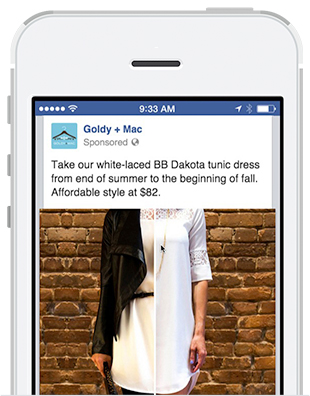 9:33 AM
Goldy + Mac
Sponsored
Take our white-laced BB Dakota tunic dress
from end of summer to the beginning of fall.
Affordable style at $82.